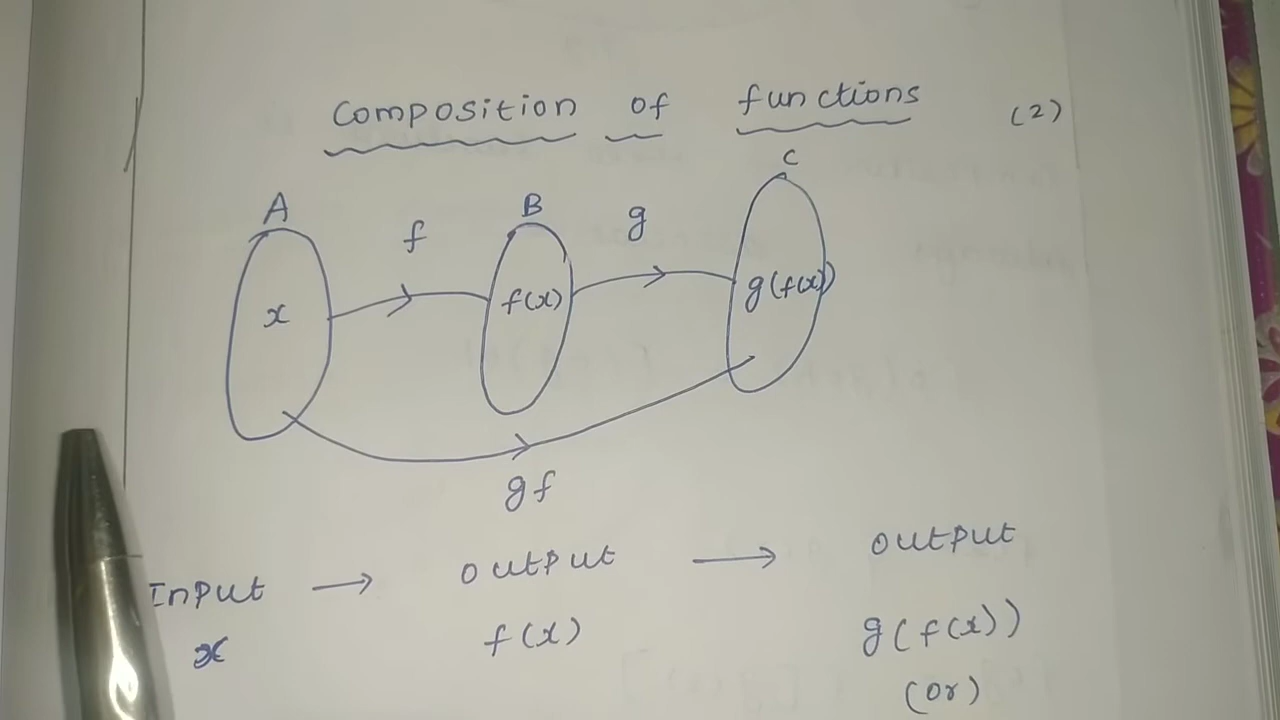 Composition of functions (2)
A B C
f g
x f(x) g(f(x))
gf
Input → output → output
x f(x) g(f(x))
(or)